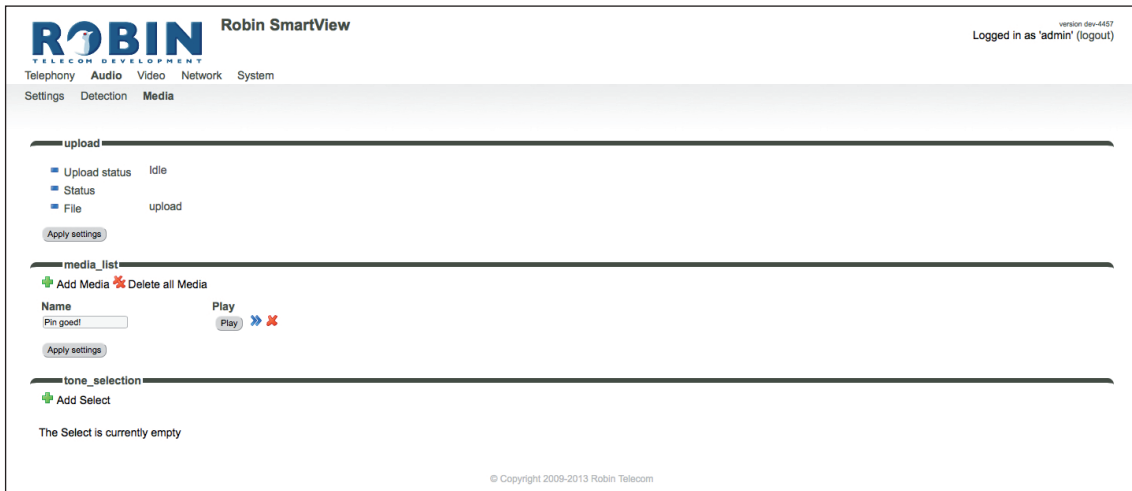 ROBIN
TELECOM DEVELOPMENT
Robin SmartView
version dev-4457
Logged in as 'admin' (logout)
Telephony Audio Video Network System
Settings Detection Media
upload
Upload status Idle
Status
File upload
Apply settings
media_list
Add Media Delete all Media
Name Play
Pin goed! Play
Apply settings
tone_selection
Add Select
The Select is currently empty
© Copyright 2009-2013 Robin Telecom